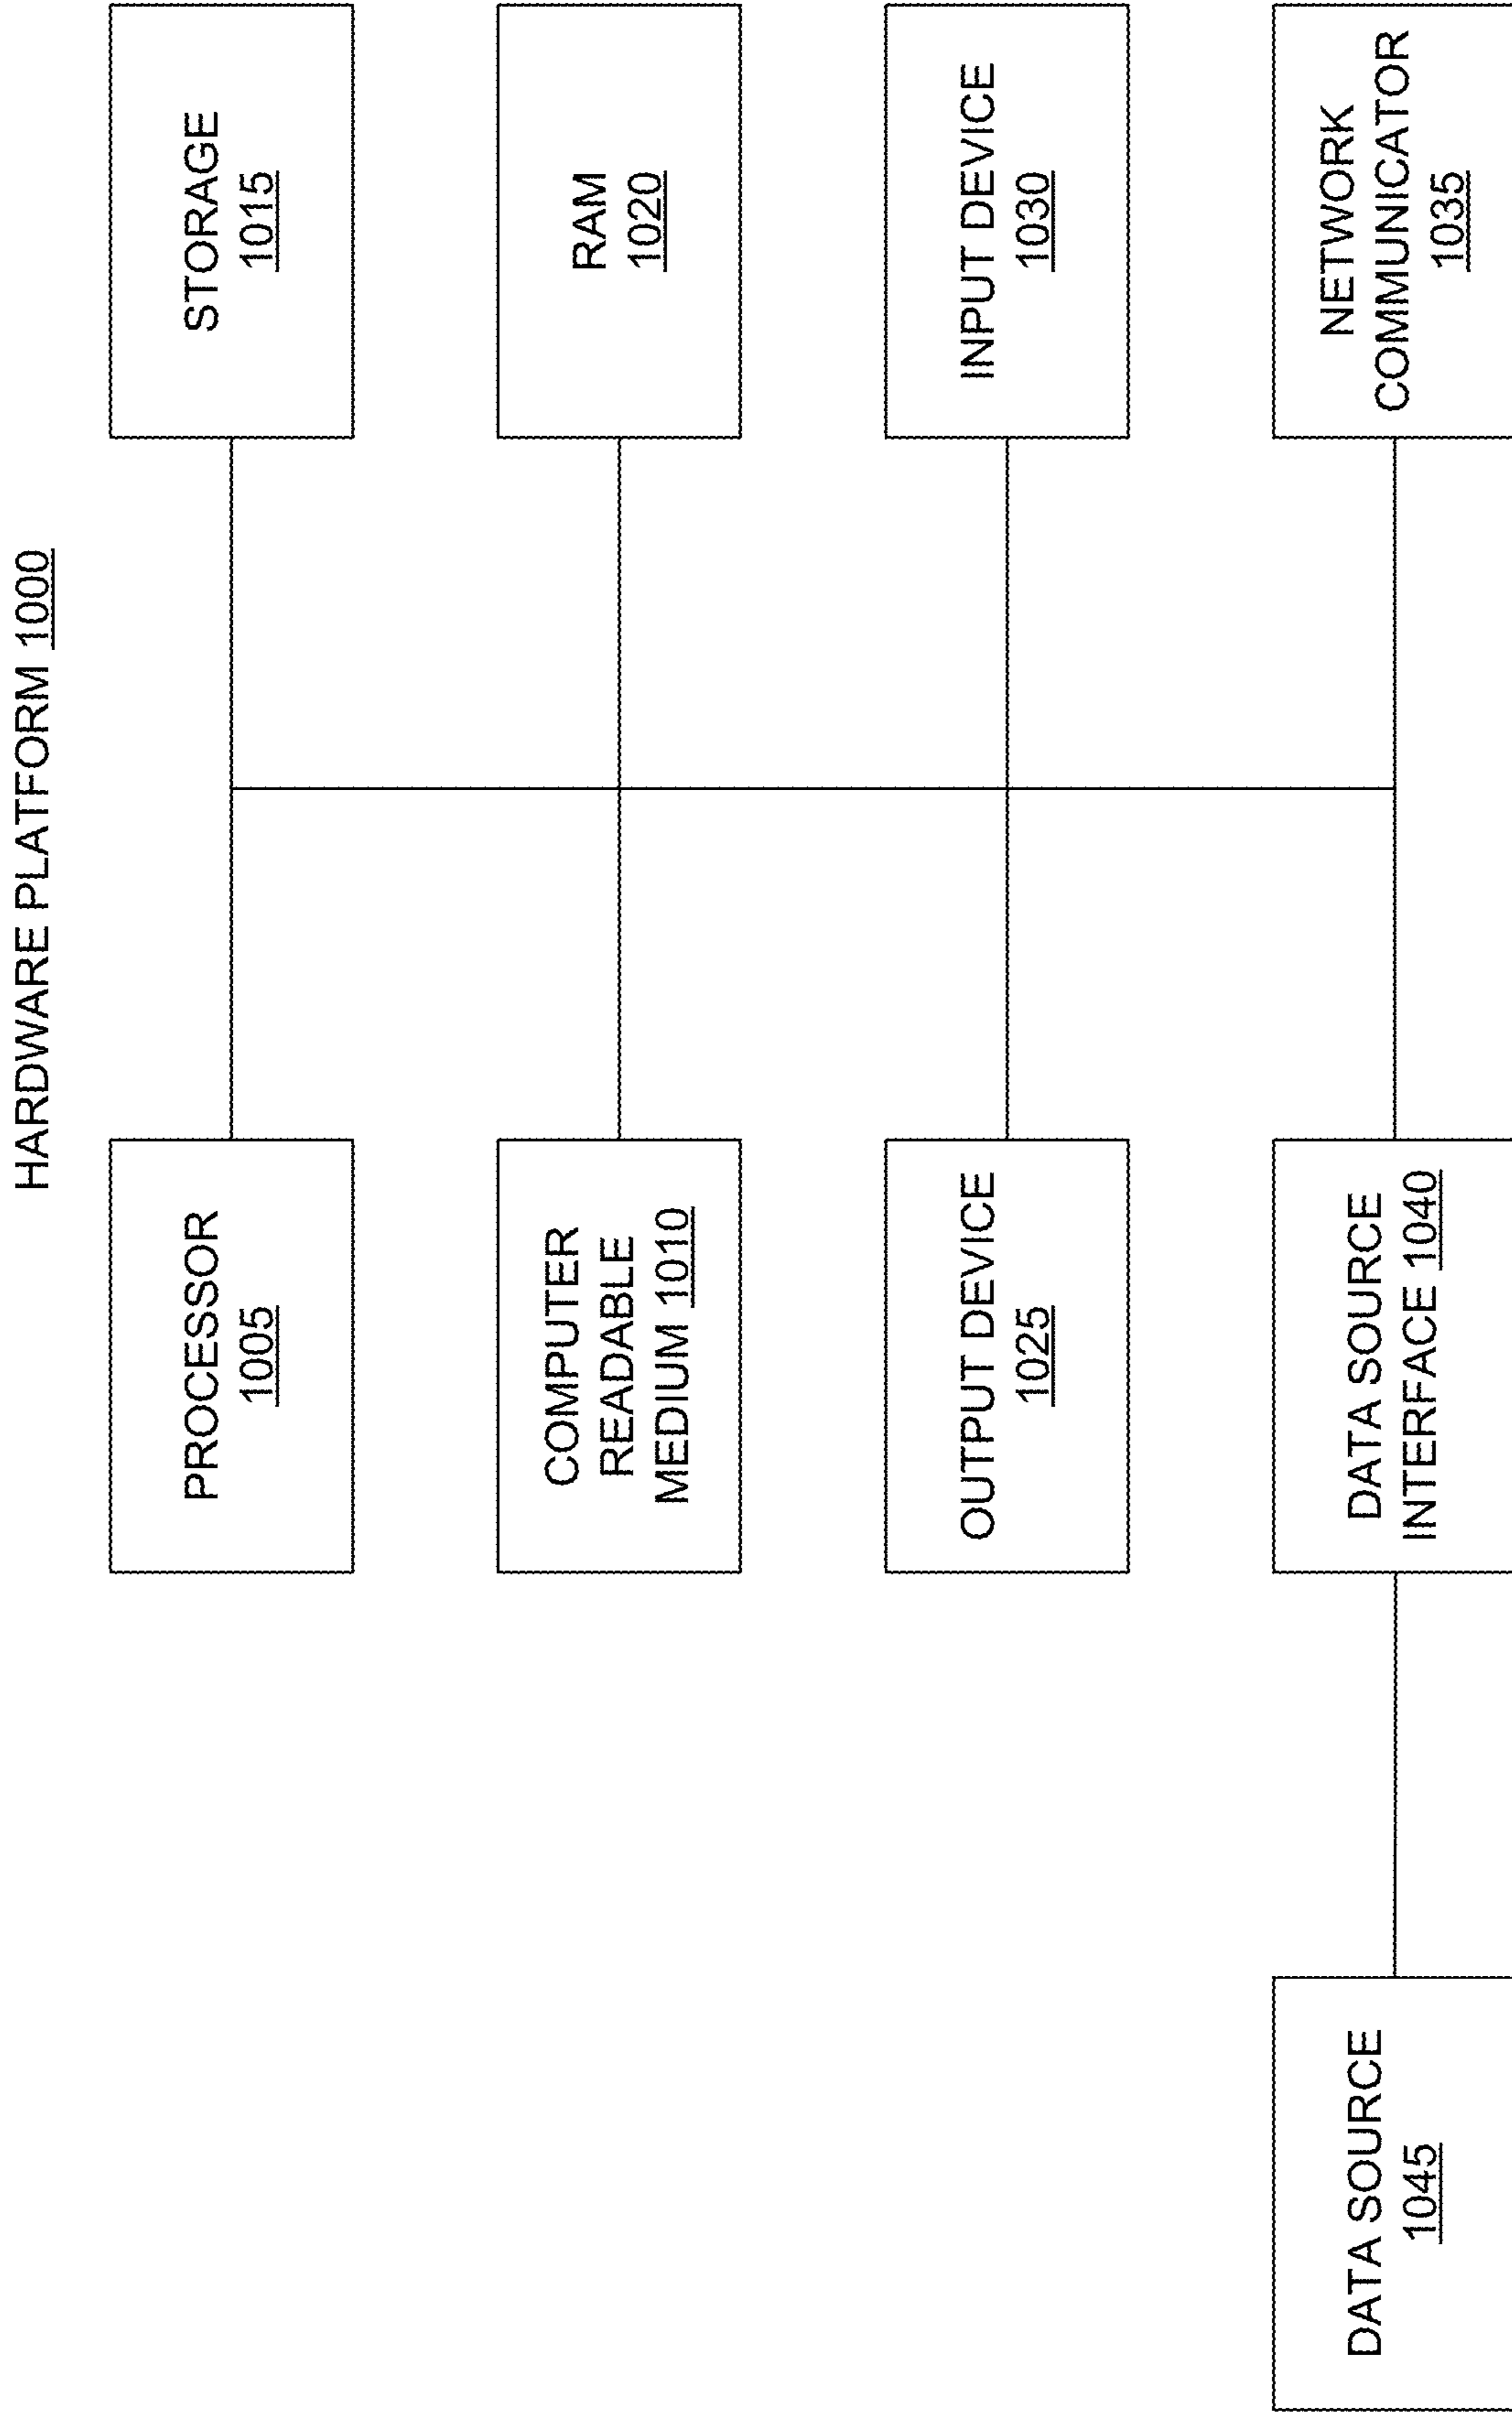 HARDWARE PLATFORM 1000
PROCESSOR
1005
STORAGE
1015
COMPUTER
READABLE
MEDIUM 1010
RAM
1020
OUTPUT DEVICE
1025
INPUT DEVICE
1030
DATA SOURCE
1045
DATA SOURCE
INTERFACE 1040
NETWORK
COMMUNICATOR
1035